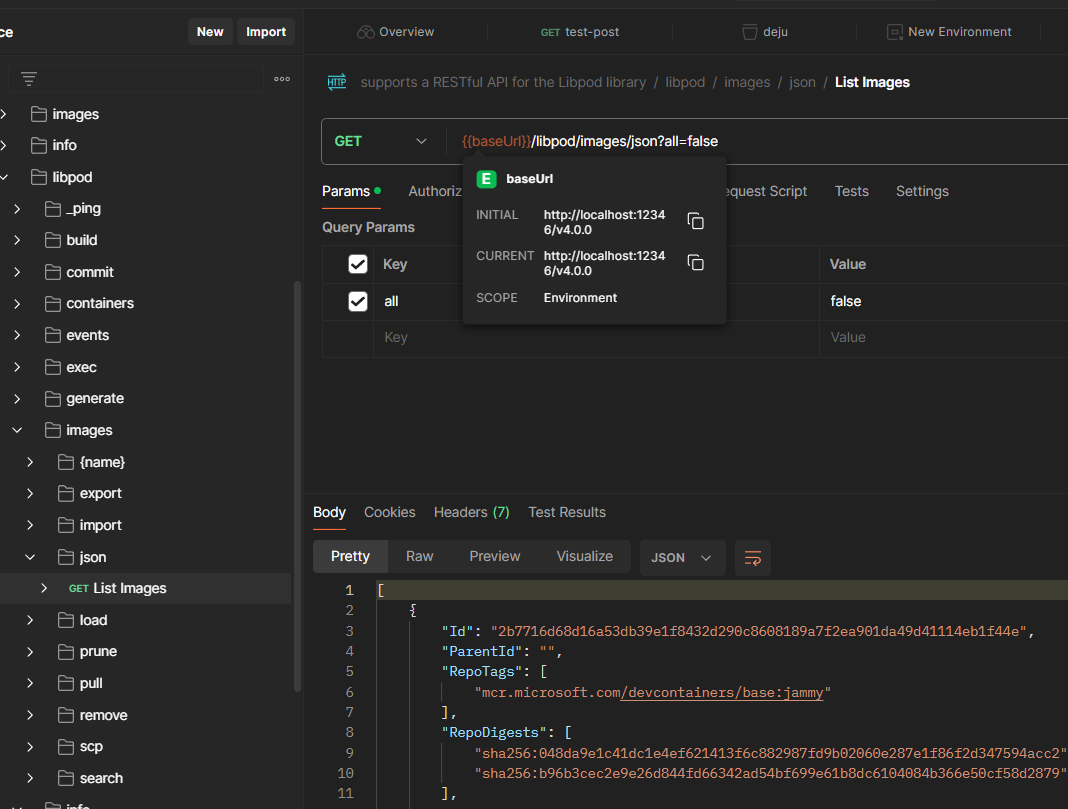 ce
New
Import
Overview
GET test-post
deju
New Environment
HTTP
supports a RESTful API for the Libpod library / libpod / images / json / List Images
images
info
libpod
_ping
build
commit
containers
events
exec
generate
images
{name}
export
import
json
GET List Images
load
prune
pull
remove
scp
search
info
GET
{{baseUrl}}/libpod/images/json?all=false
E baseUrl
INITIAL
http://localhost:1234
6/v4.0.0
CURRENT
http://localhost:1234
6/v4.0.0
SCOPE
Environment
Params
Authoriz
equest Script
Tests
Settings
Query Params
Key
Value
all
false
Key
Value
Body
Cookies
Headers (7)
Test Results
Pretty
Raw
Preview
Visualize
JSON
1 [
2 {
3 "Id": "2b7716d68d16a53db39e1f8432d290c8608189a7f2ea901da49d41114eb1f44e",
4 "ParentId": "",
5 "RepoTags": [
6 "mcr.microsoft.com/devcontainers/base:jammy"
7 ],
8 "RepoDigests": [
9 "sha256:048da9e1c41dc1e4ef621413f6c882987fd9b02060e287e1f86f2d347594acc2"
10 "sha256:b96b3cec2e9e26d844fd66342ad54bf699e61b8dc6104084b366e50cf58d2879"
11 ],